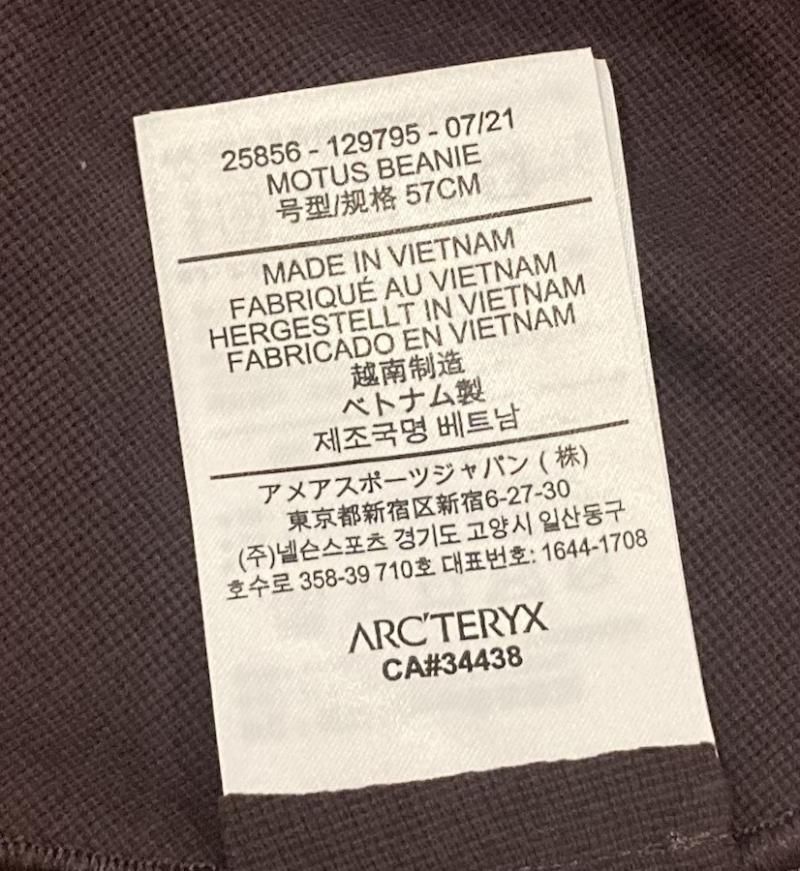 25856 - 129795 - 07/21
MOTUS BEANIE
号型/规格 57CM
MADE IN VIETNAM
FABRIQUÉ AU VIETNAM
HERGESTELLT IN VIETNAM
FABRICADO EN VIETNAM
越南制造
ベトナム製
제조국명 베트남
アメアスポーツジャパン ( 株)
東京都新宿区新宿6-27-30
(주)넬슨스포츠 경기도 고양시 일산동구
호수로 358-39 710호 대표번호: 1644-1708
ARC'TERYX
CA#34438